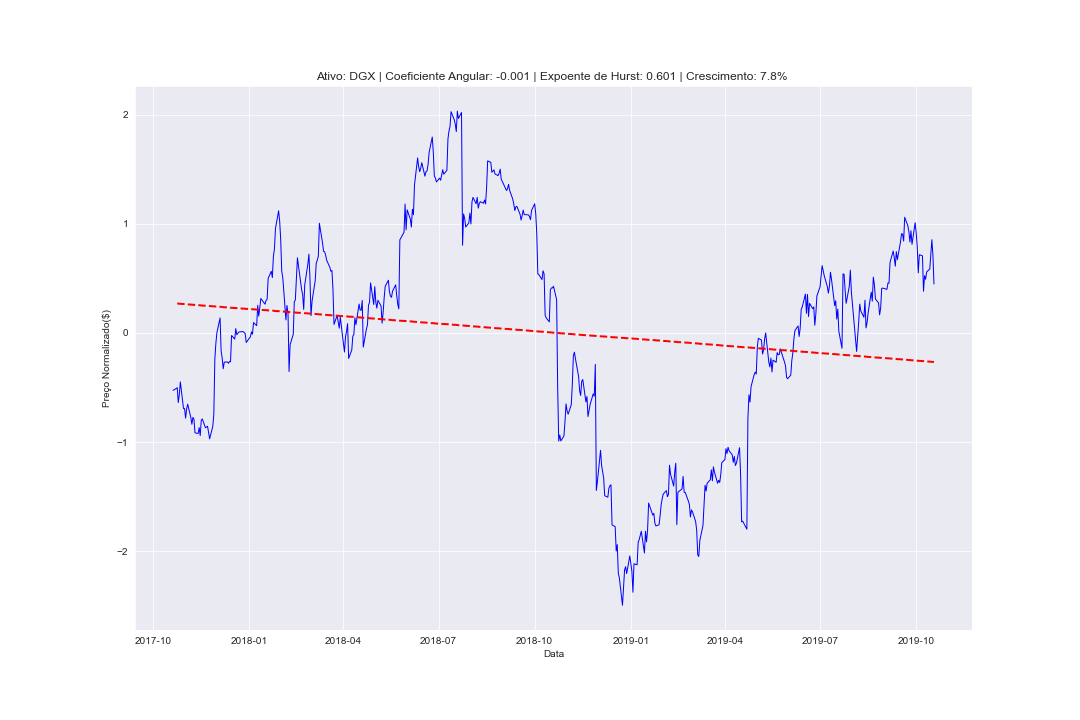 Ativo: DGX | Coeficiente Angular: -0.001 | Expoente de Hurst: 0.601 | Crescimento: 7.8%
Preço Normalizado($)
2
1
0
−1
−2
2017-10 2018-01 2018-04 2018-07 2018-10 2019-01 2019-04 2019-07 2019-10
Data